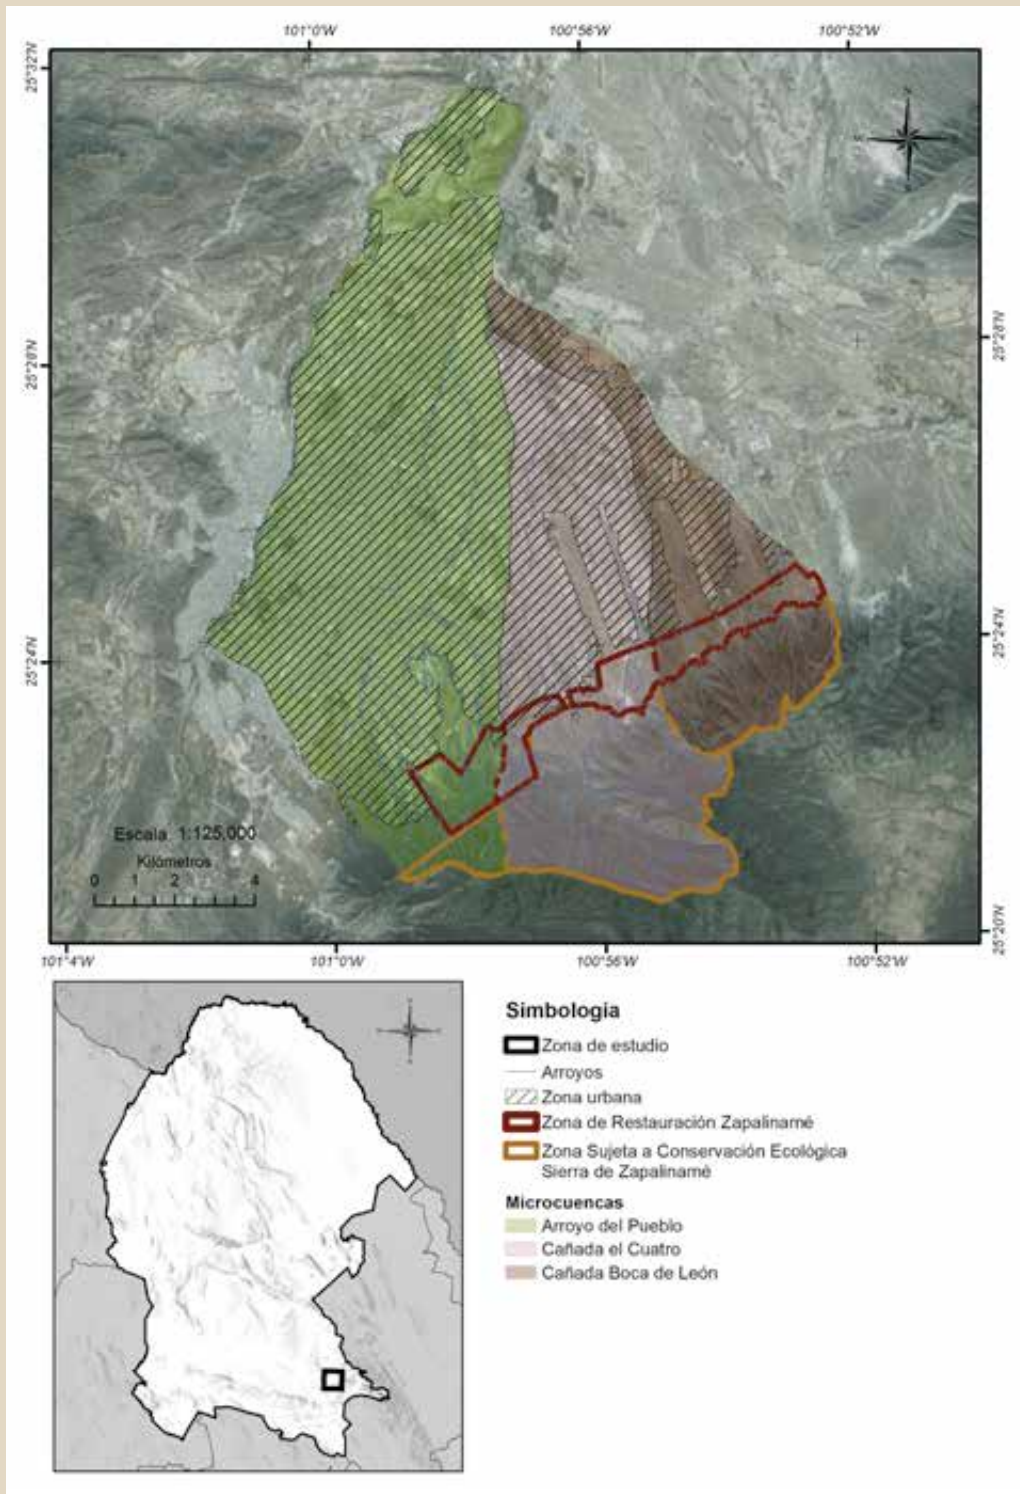 101°0'W 100°56'W 100°52'W
25°32'N
25°28'N
25°28'N
25°24'N
25°24'N
25°20'N
N
Escala 1:125,000
Kilómetros
0 1 2 4
101°4'W 101°0'W 100°56'W 100°52'W
Simbología
Zona de estudio
Arroyos
Zona urbana
Zona de Restauración Zapalinamé
Zona Sujeta a Conservación Ecológica
Sierra de Zapalinamé
Microcuencas
Arroyo del Pueblo
Cañada el Cuatro
Cañada Boca de León